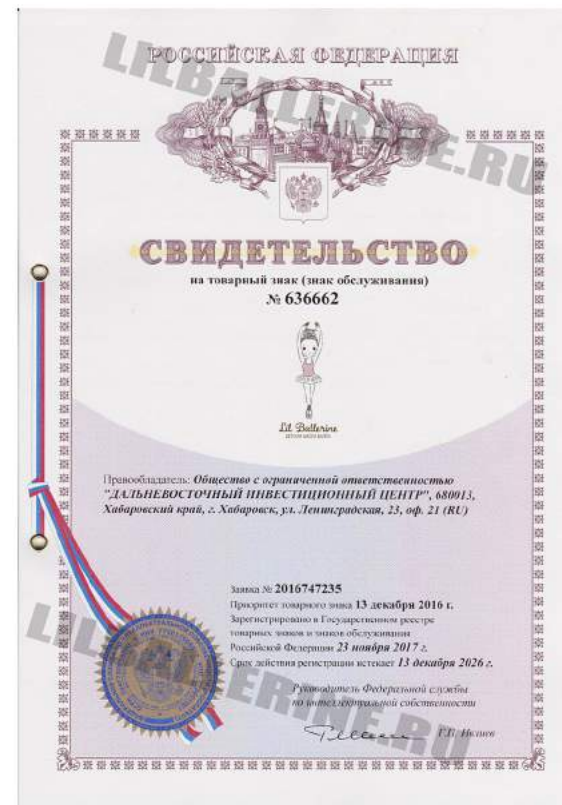 LILBALLERINE.RU
РОССИЙСКАЯ ФЕДЕРАЦИЯ
СВИДЕТЕЛЬСТВО
на товарный знак (знак обслуживания)
№ 636662
Lil Ballerine
Правообладатель: Общество с ограниченной ответственностью
"ДАЛЬНЕВОСТОЧНЫЙ ИНВЕСТИЦИОННЫЙ ЦЕНТР", 680013,
Хабаровский край, г. Хабаровск, ул. Ленинградская, 23, оф. 21 (RU)
Заявка № 2016747235
Приоритет товарного знака 13 декабря 2016 г.
Зарегистрировано в Государственном реестре
товарных знаков и знаков обслуживания
Российской Федерации 23 ноября 2017 г.
Срок действия регистрации истекает 13 декабря 2026 г.
Руководитель Федеральной службы
по интеллектуальной собственности
Г.П. Ивлиев
LILBALLERINE.RU